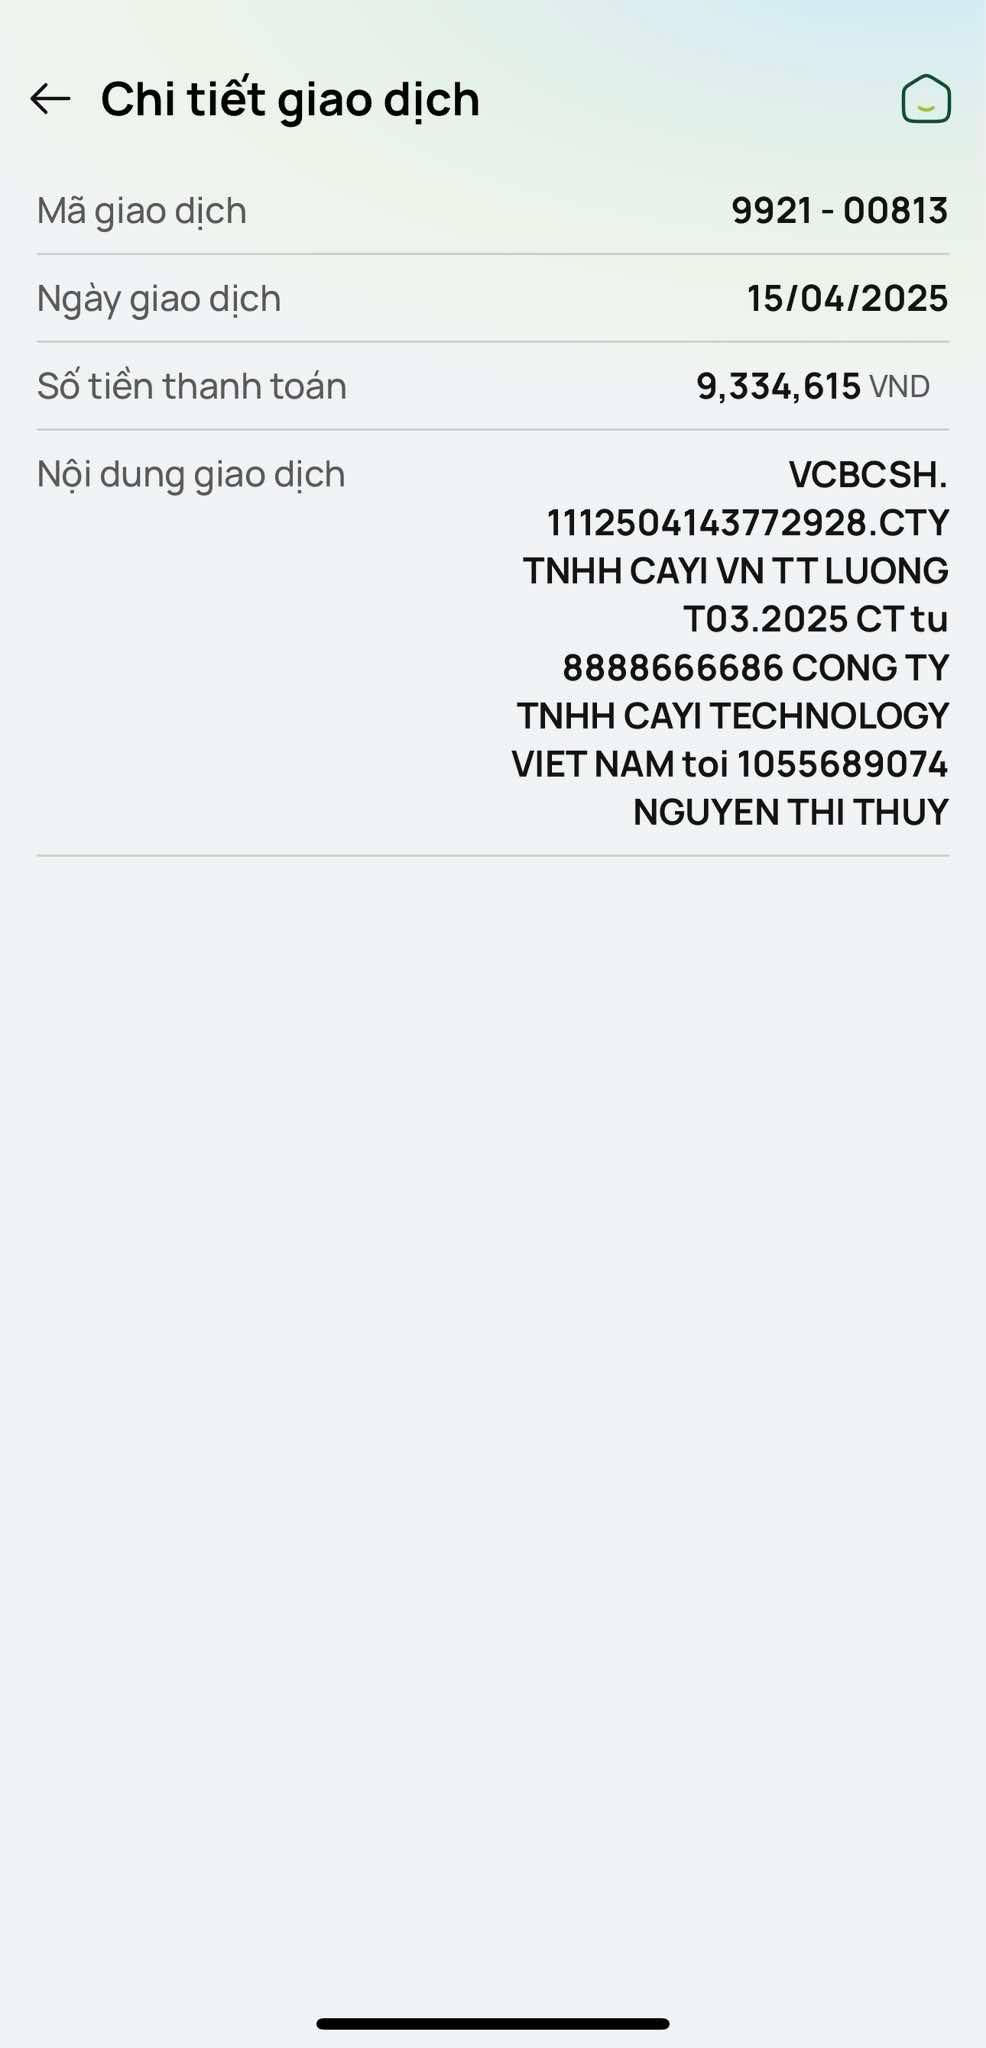 Chi tiết giao dịch
Mã giao dịch 9921 - 00813
Ngày giao dịch 15/04/2025
Số tiền thanh toán 9,334,615 VND
Nội dung giao dịch VCBCSH.
1112504143772928.CTY
TNHH CAYI VN TT LUONG
T03.2025 CT tu
8888666686 CONG TY
TNHH CAYI TECHNOLOGY
VIET NAM toi 1055689074
NGUYEN THI THUY